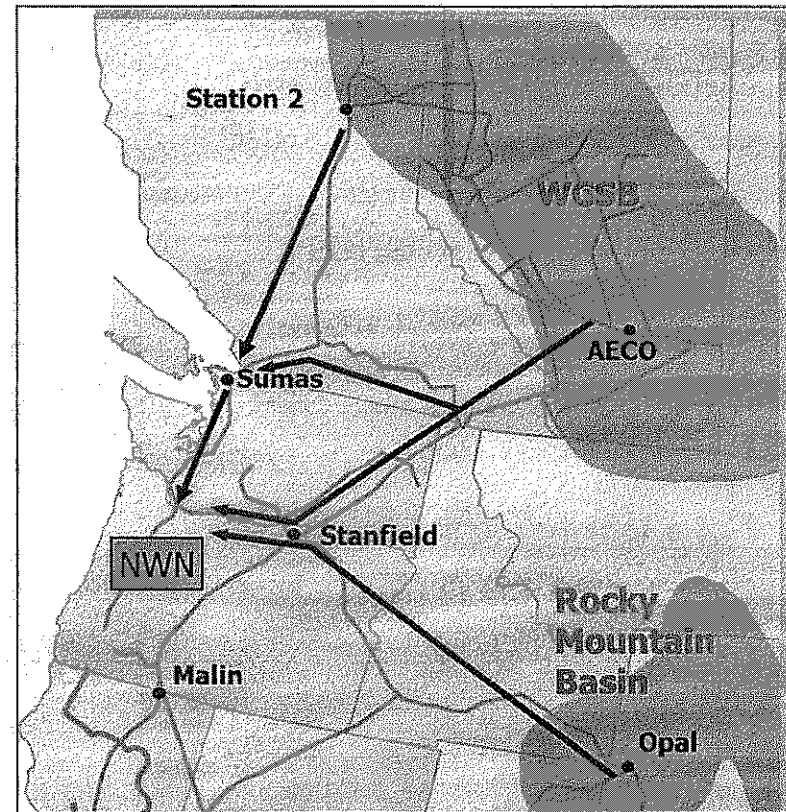 Station 2
WCSB
AECO
Sumas
Stanfield
NWN
Rocky
Mountain
Basin
Malin
Opal